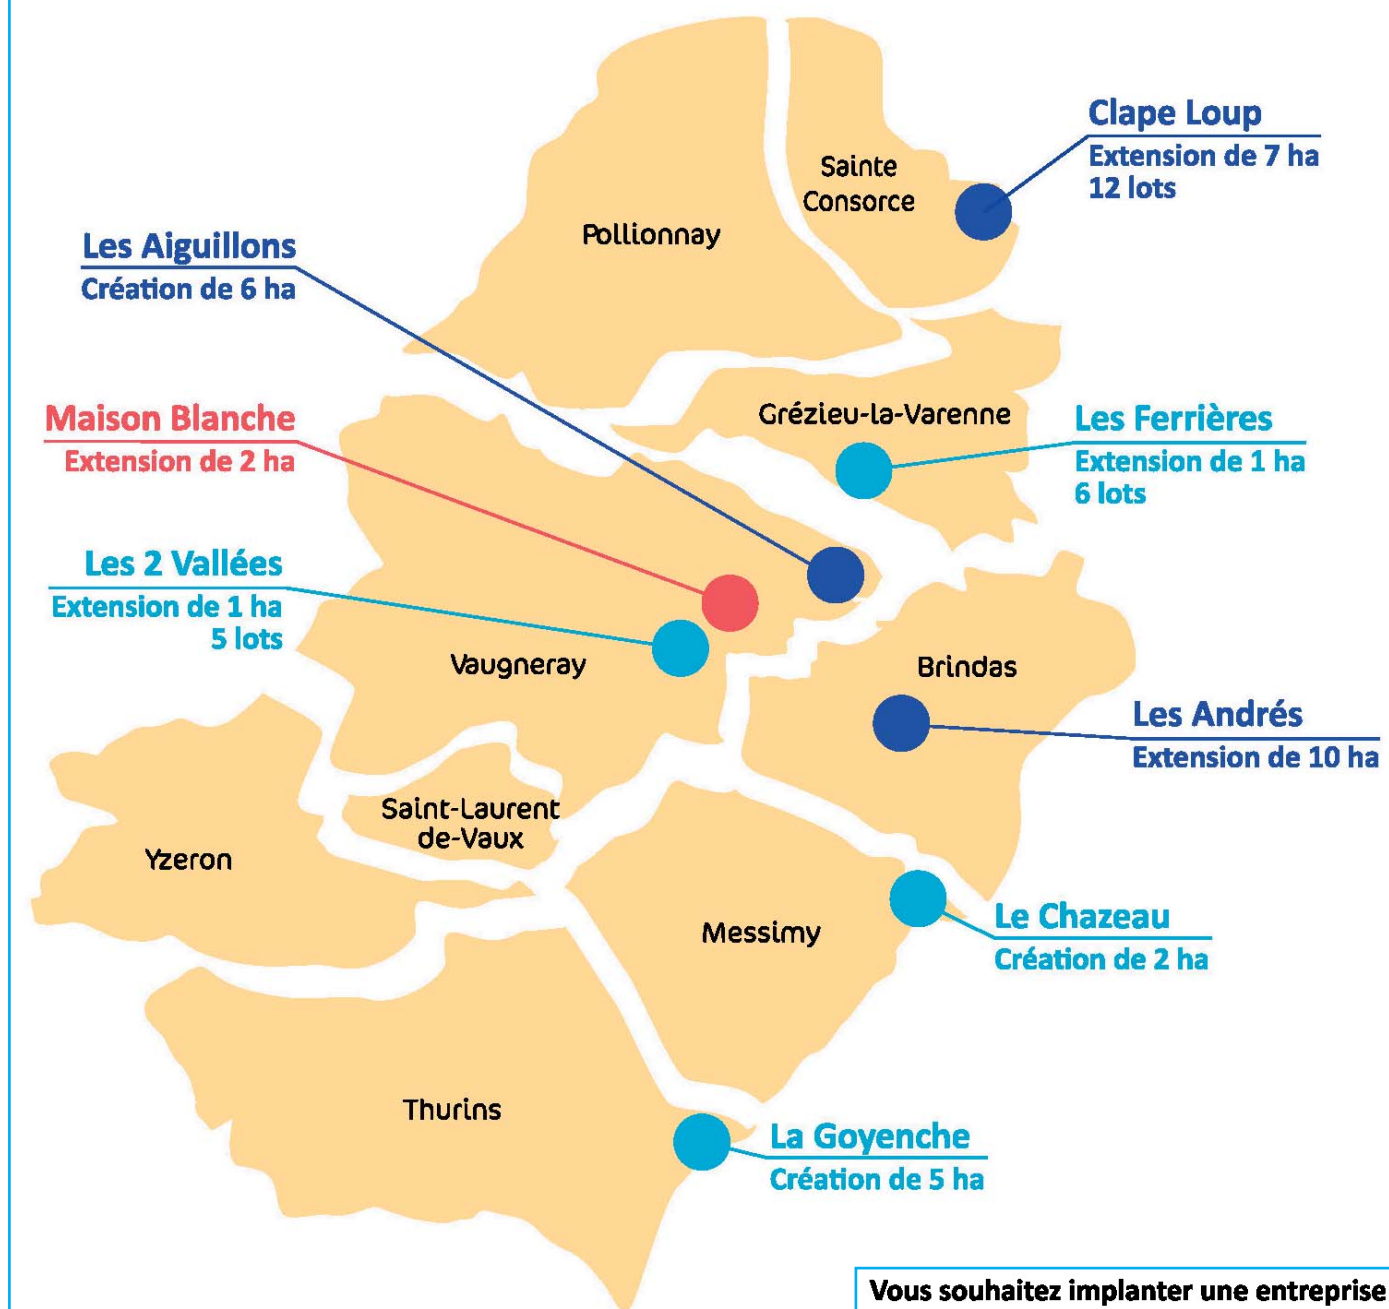 Clape Loup
Extension de 7 ha
12 lots
Sainte
Consorce
Pollionnay
Les Aiguillons
Création de 6 ha
Maison Blanche
Extension de 2 ha
Grézieu-la-Varenne
Les Ferrières
Extension de 1 ha
6 lots
Les 2 Vallées
Extension de 1 ha
5 lots
Vaugneray
Brindas
Les Andrés
Extension de 10 ha
Saint-Laurent
de-Vaux
Yzeron
Messimy
Le Chazeau
Création de 2 ha
Thurins
La Goyenche
Création de 5 ha
Vous souhaitez implanter une entreprise